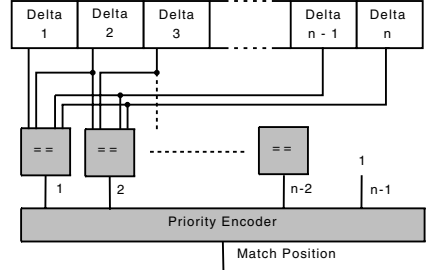 Delta Delta Delta Delta Delta
1 2 3 n - 1 n
== == ==
1
1 2 n-2 n-1
Priority Encoder
Match Position